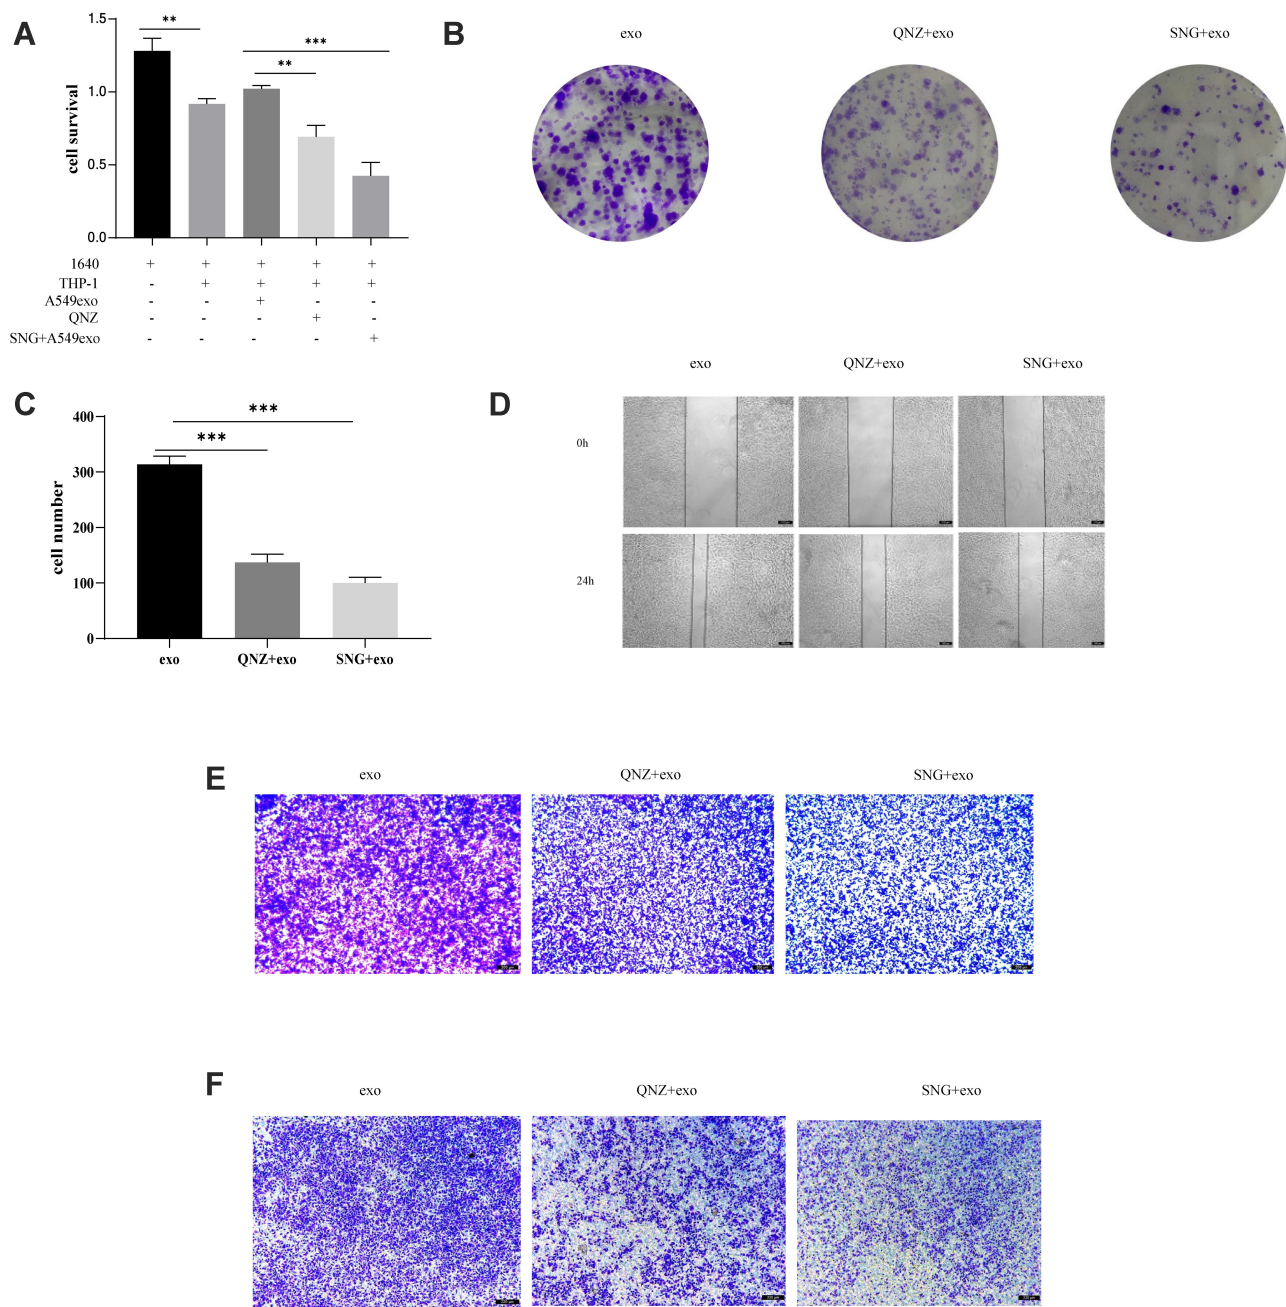 A
cell survival
1.5
1.0
0.5
0.0
**
***
**
1640 + + + + +
THP-1 - + + + +
A549exo - - + - -
QNZ - - - + -
SNG+A549exo - - - - +
B
exo QNZ+exo SNG+exo
C
cell number
400
300
200
100
0
***
***
exo QNZ+exo SNG+exo
D
exo QNZ+exo SNG+exo
0h
24h
E
exo QNZ+exo SNG+exo
F
exo QNZ+exo SNG+exo